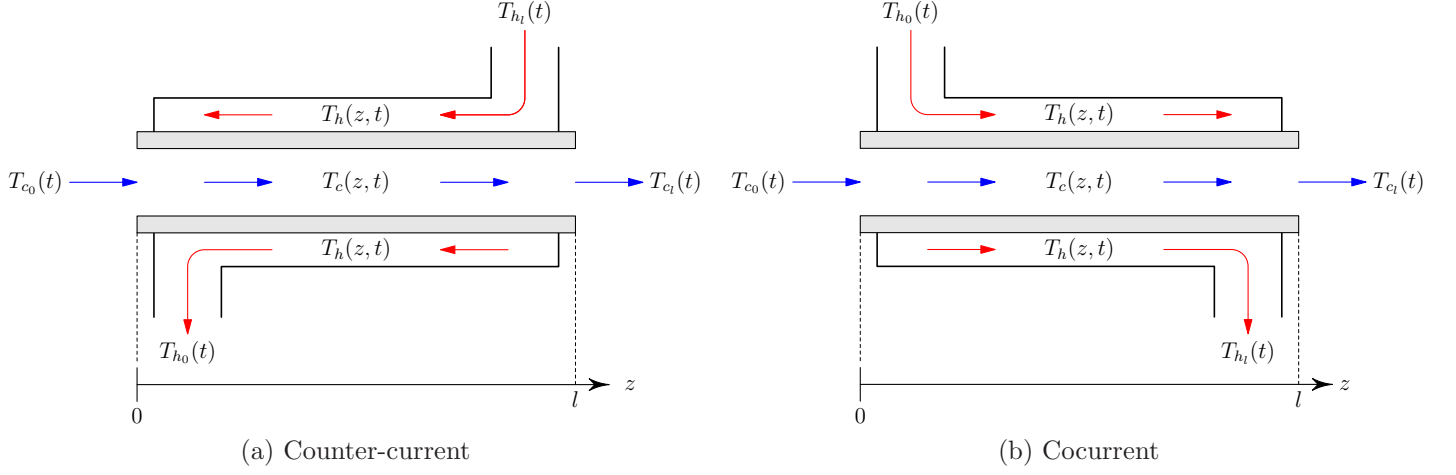 T_{h_l}(t)
T_h(z, t)
T_{c_0}(t) T_c(z, t) T_{c_l}(t)
T_h(z, t)
T_{h_0}(t)
0 l z
(a) Counter-current
T_{h_0}(t)
T_h(z, t)
T_{c_0}(t) T_c(z, t) T_{c_l}(t)
T_h(z, t)
T_{h_l}(t)
0 l z
(b) Cocurrent